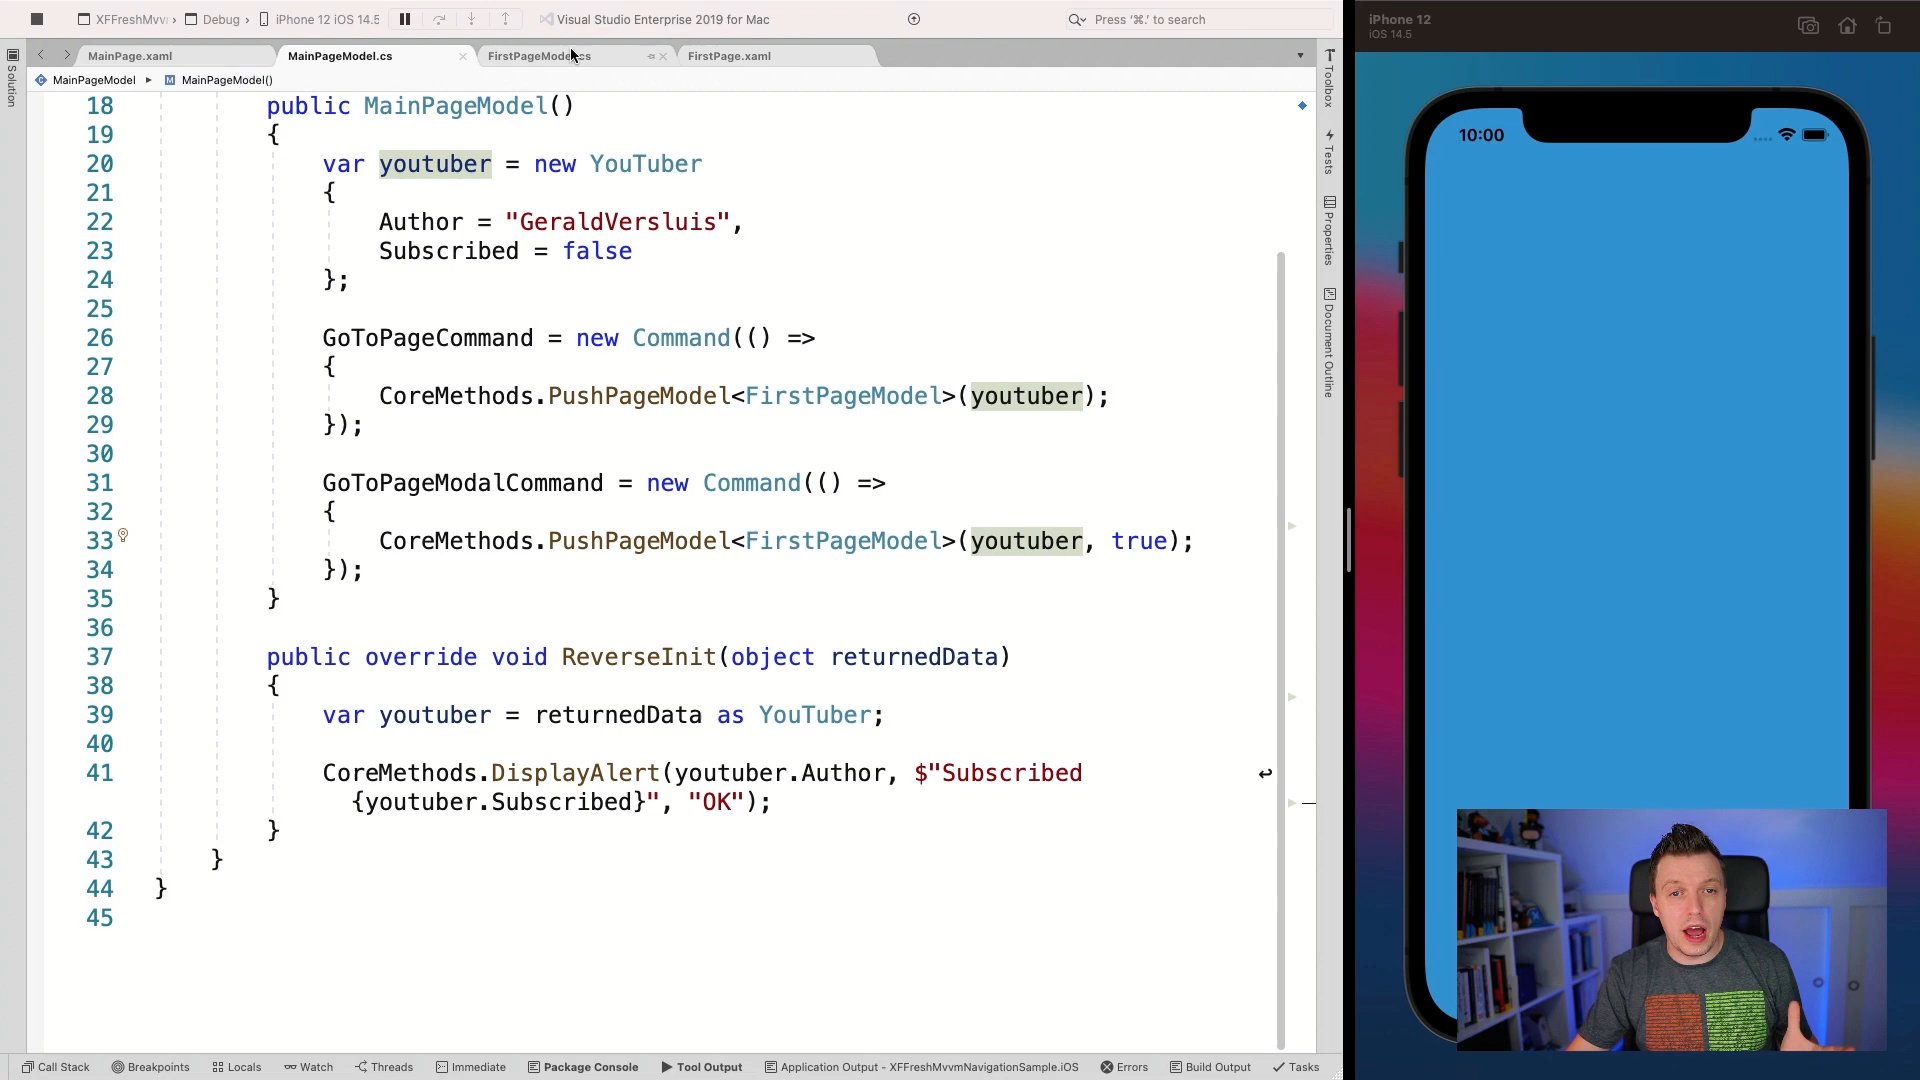 XFFreshMvv › Debug › iPhone 12 iOS 14.5 Visual Studio Enterprise 2019 for Mac Press ‘⌘.’ to search
iPhone 12
iOS 14.5
MainPage.xaml MainPageModel.cs FirstPageModel.cs FirstPage.xaml
MainPageModel ▸ MainPageModel()
Solution
Toolbox
Tests
Properties
Document Outline
18 public MainPageModel()
19 {
20 var youtuber = new YouTuber
21 {
22 Author = "GeraldVersluis",
23 Subscribed = false
24 };
25
26 GoToPageCommand = new Command(() =>
27 {
28 CoreMethods.PushPageModel<FirstPageModel>(youtuber);
29 });
30
31 GoToPageModalCommand = new Command(() =>
32 {
33 CoreMethods.PushPageModel<FirstPageModel>(youtuber, true);
34 });
35 }
36
37 public override void ReverseInit(object returnedData)
38 {
39 var youtuber = returnedData as YouTuber;
40
41 CoreMethods.DisplayAlert(youtuber.Author, $"Subscribed
{youtuber.Subscribed}", "OK");
42 }
43 }
44 }
45
10:00
Call Stack Breakpoints Locals Watch Threads Immediate Package Console Tool Output Application Output - XFFreshMvvmNavigationSample.iOS Errors Build Output Tasks